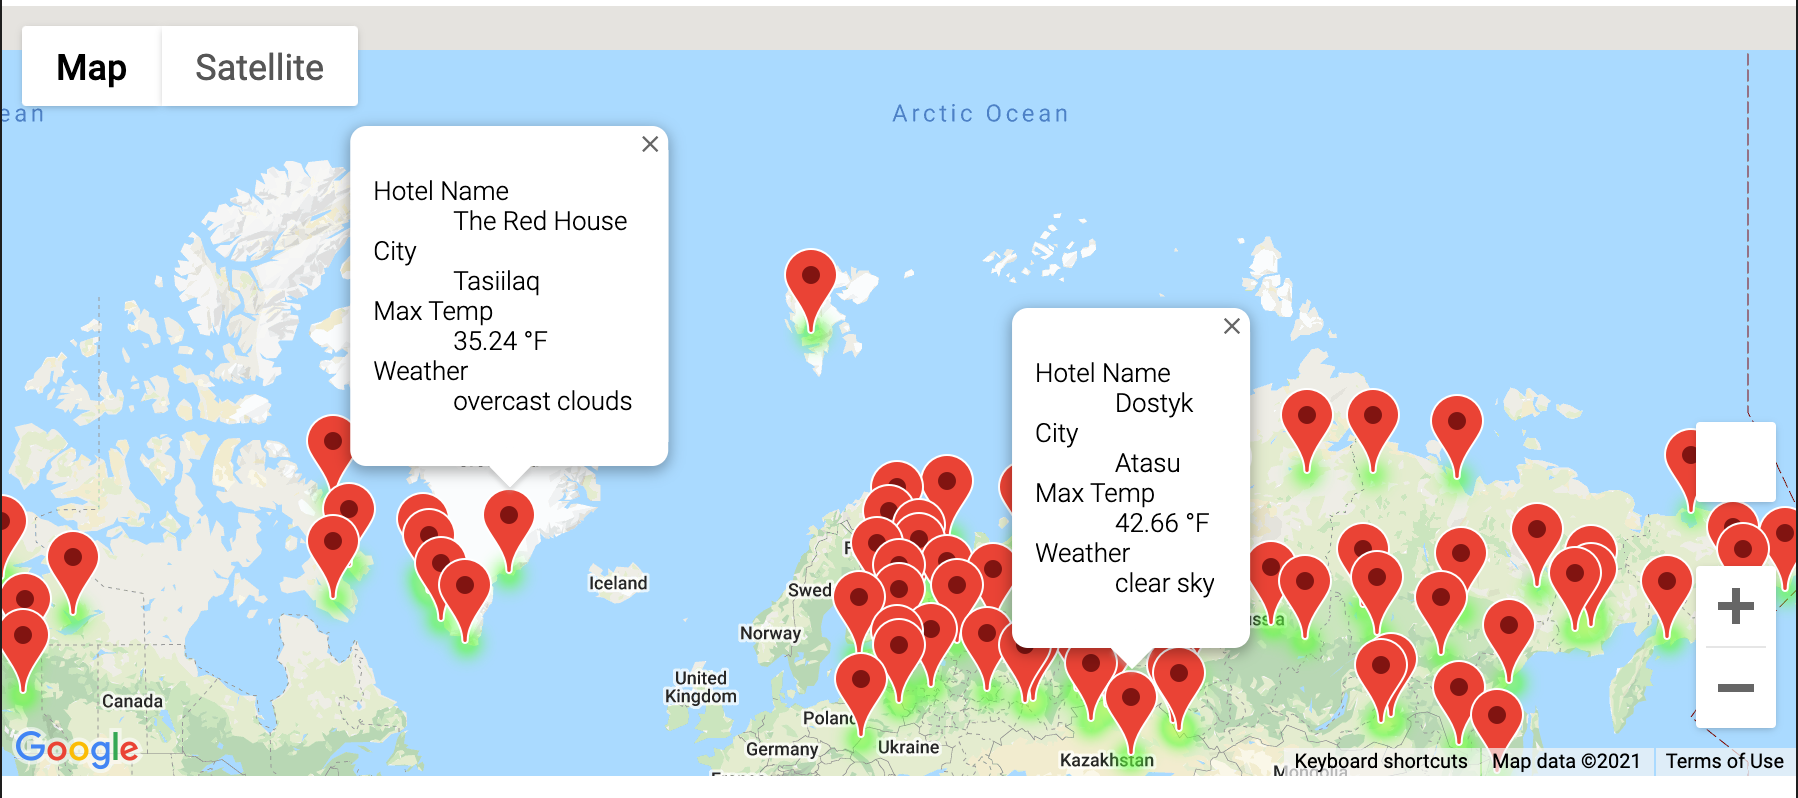 Map
Satellite
ean
Arctic Ocean
Hotel Name
The Red House
City
Tasiilaq
Max Temp
35.24 °F
Weather
overcast clouds
Hotel Name
Dostyk
City
Atasu
Max Temp
42.66 °F
Weather
clear sky
Iceland
Swed
Norway
United
Kingdom
Canada
Poland
Germany
Ukraine
Kazakhstan
Google
Keyboard shortcuts
Map data ©2021
Terms of Use
Mongolia